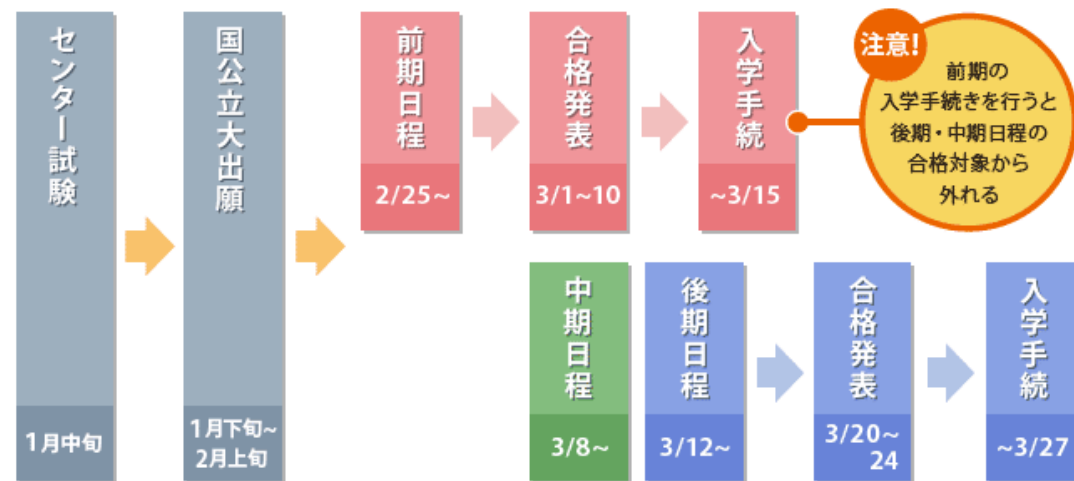 センター試験
1月中旬
国公立大出願
1月下旬~
2月上旬
前期日程
2/25~
合格発表
3/1~10
入学手続
~3/15
注意!
前期の
入学手続きを行うと
後期・中期日程の
合格対象から
外れる
中期日程
3/8~
後期日程
3/12~
合格発表
3/20~
24
入学手続
~3/27